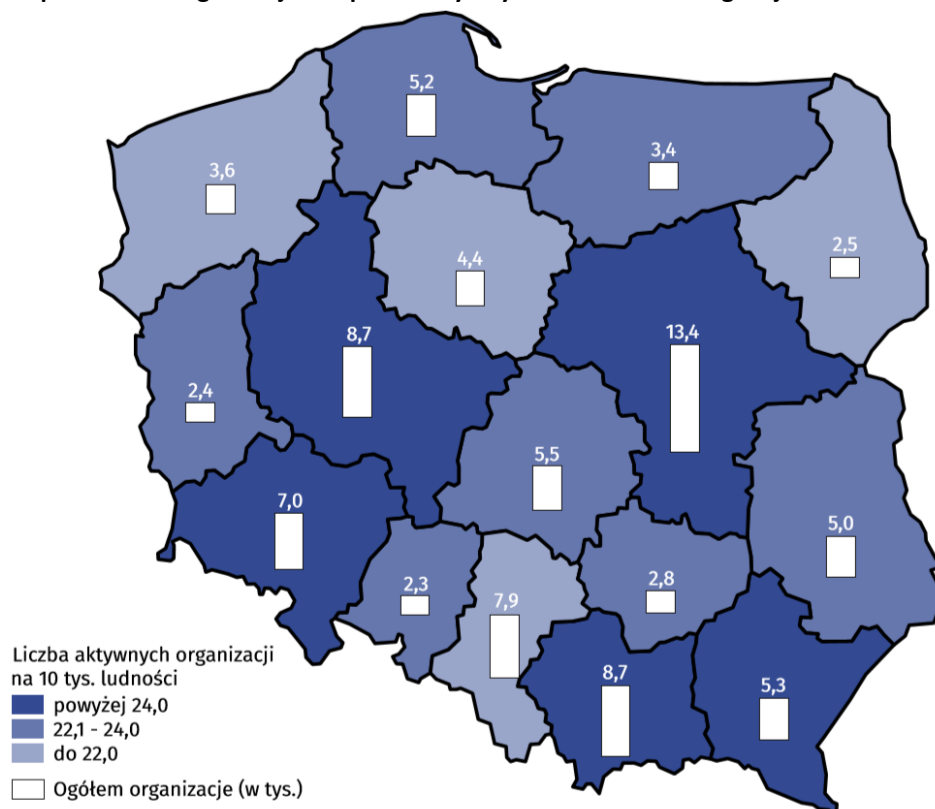 5,2
3,4
3,6
2,5
4,4
13,4
8,7
2,4
5,5
7,0
5,0
2,3
2,8
7,9
8,7
5,3
Liczba aktywnych organizacji
na 10 tys. ludności
powyżej 24,0
22,1 - 24,0
do 22,0
Ogółem organizacje (w tys.)